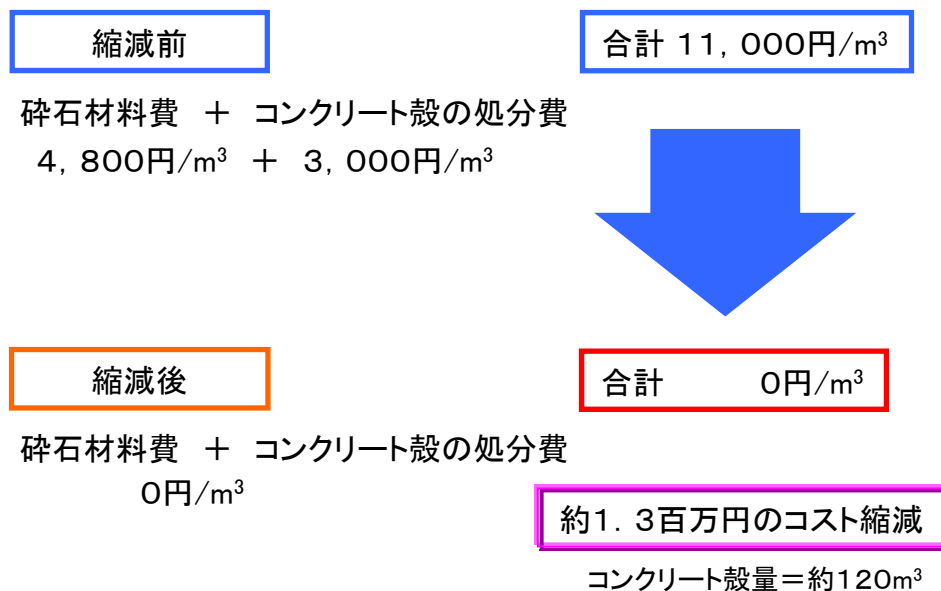 縮減前
合計 11,000円/m³
砕石材料費 + コンクリート殻の処分費
4,800円/m³ + 3,000円/m³
縮減後
合計 0円/m³
砕石材料費 + コンクリート殻の処分費
0円/m³
約1.3百万円のコスト縮減
コンクリート殻量=約120m³